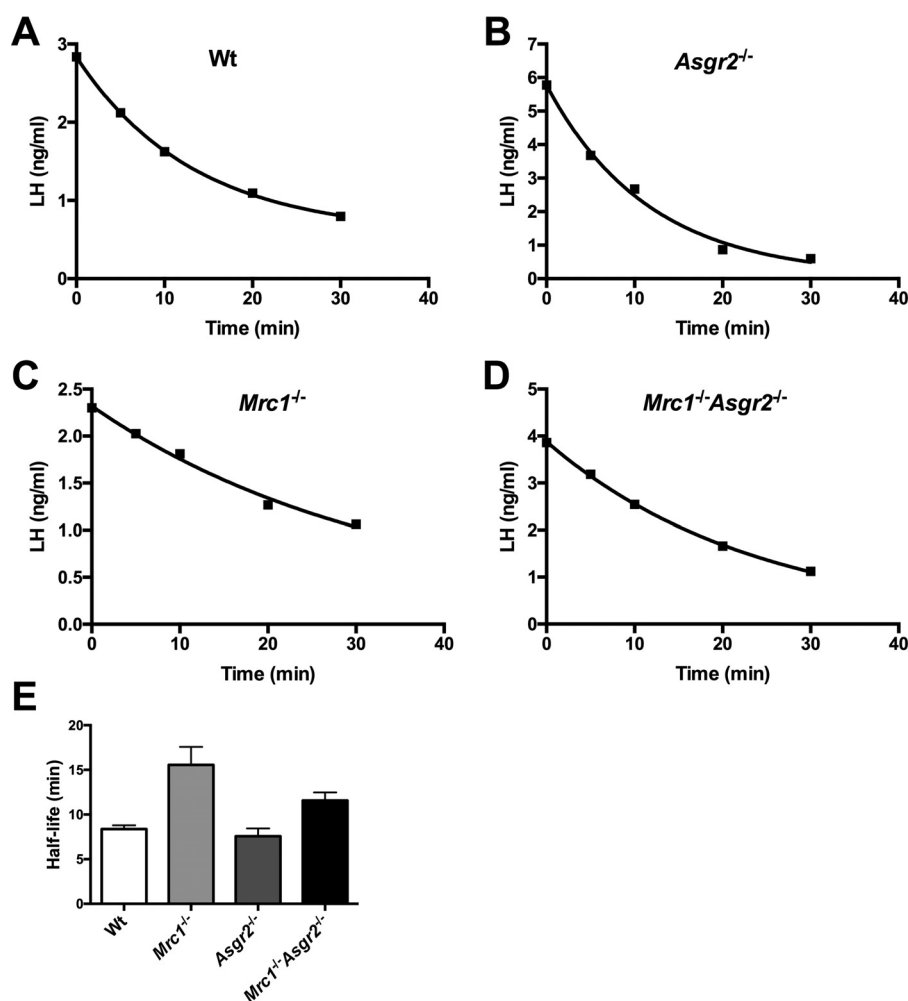 A
Wt
LH (ng/ml)
3
2
1
0
0 10 20 30 40
Time (min)
B
Asgr2-/-
LH (ng/ml)
7
6
5
4
3
2
1
0
0 10 20 30 40
Time (min)
C
Mrc1-/-
LH (ng/ml)
2.5
2.0
1.5
1.0
0.5
0.0
0 10 20 30 40
Time (min)
D
Mrc1-/-Asgr2-/-
LH (ng/ml)
5
4
3
2
1
0
0 10 20 30 40
Time (min)
E
Half-life (min)
20
15
10
5
0
Wt
Mrc1-/-
Asgr2-/-
Mrc1-/-Asgr2-/-